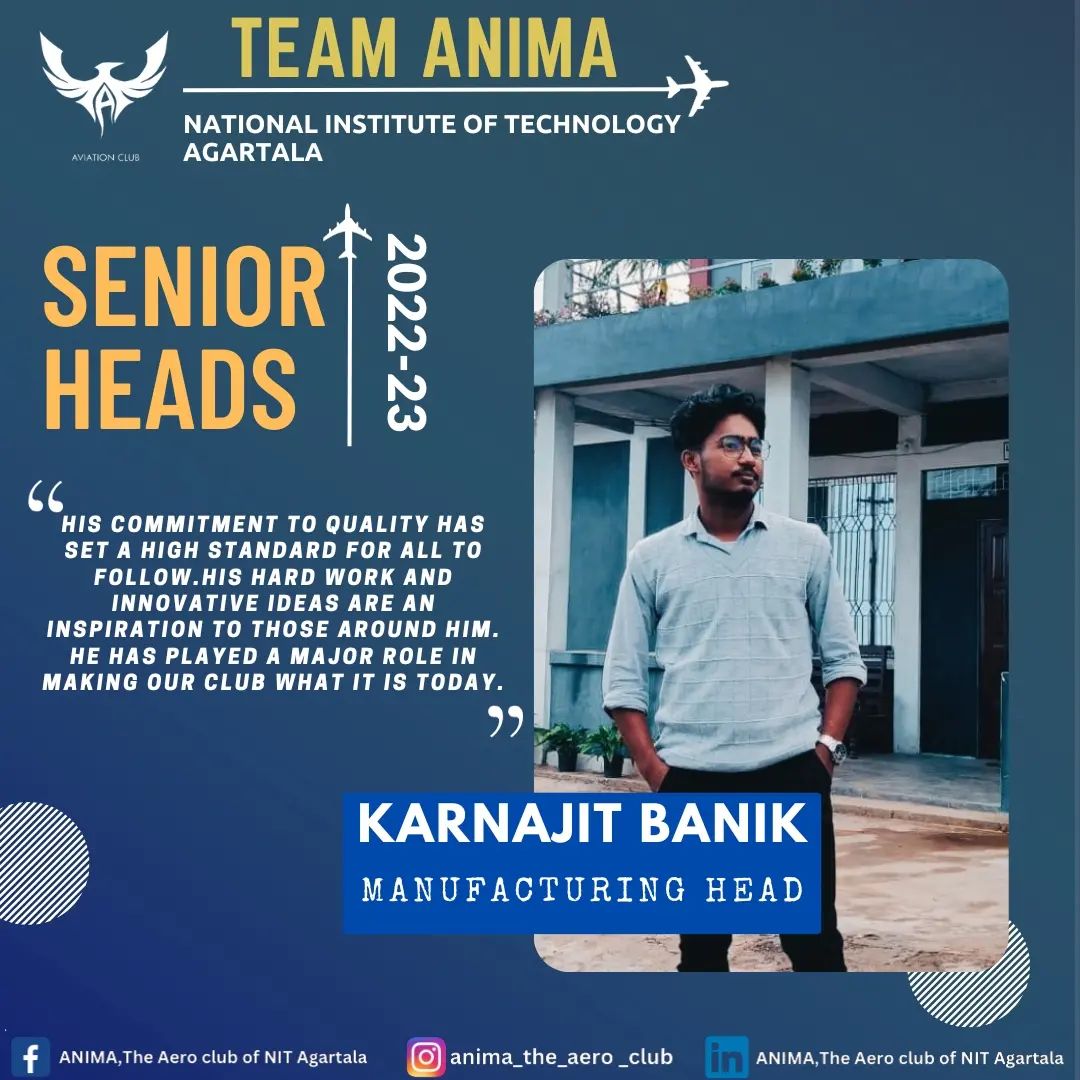 TEAM ANIMA
NATIONAL INSTITUTE OF TECHNOLOGY
AGARTALA
A
AVIATION CLUB
SENIOR
HEADS
2022-23
“HIS COMMITMENT TO QUALITY HAS
SET A HIGH STANDARD FOR ALL TO
FOLLOW.HIS HARD WORK AND
INNOVATIVE IDEAS ARE AN
INSPIRATION TO THOSE AROUND HIM.
HE HAS PLAYED A MAJOR ROLE IN
MAKING OUR CLUB WHAT IT IS TODAY.
”
KARNAJIT BANIK
MANUFACTURING HEAD
f ANIMA,The Aero club of NIT Agartala
anima_the_aero _club
in ANIMA,The Aero club of NIT Agartala